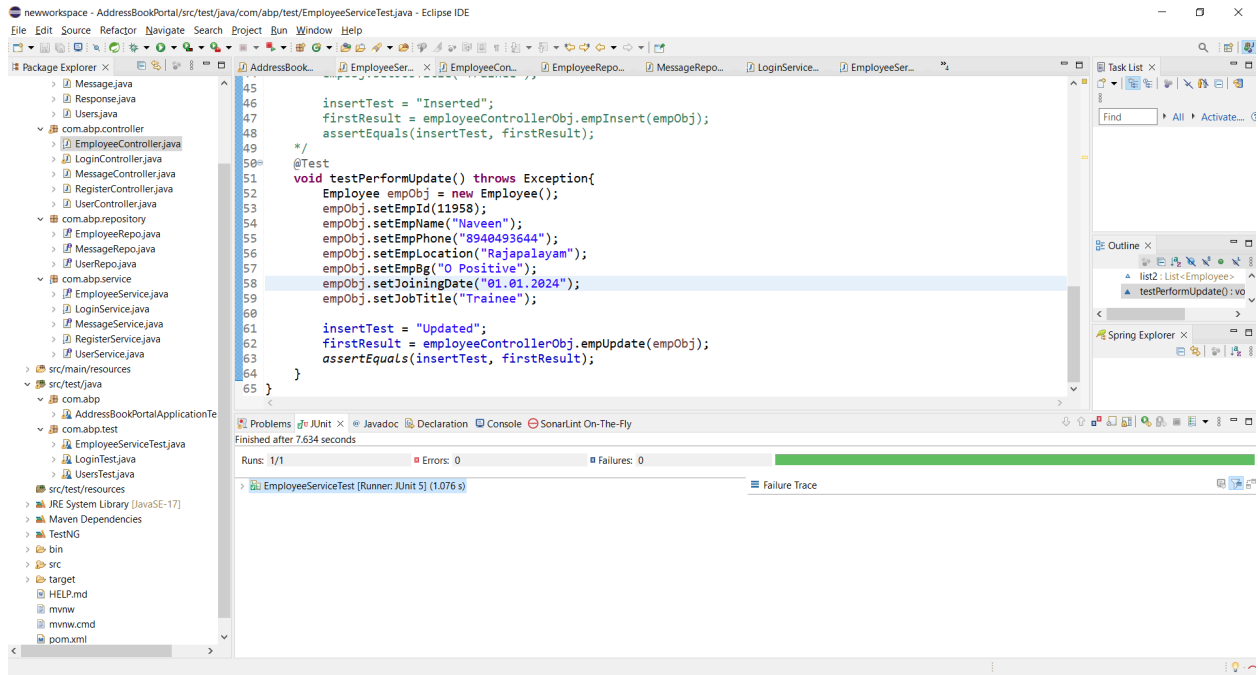 newworkspace - AddressBookPortal/src/test/java/com/abp/test/EmployeeServiceTest.java - Eclipse IDE
File Edit Source Refactor Navigate Search Project Run Window Help
Package Explorer
Message.java
Response.java
Users.java
com.abp.controller
EmployeeController.java
LoginController.java
MessageController.java
RegisterController.java
UserController.java
com.abp.repository
EmployeeRepo.java
MessageRepo.java
UserRepo.java
com.abp.service
EmployeeService.java
LoginService.java
MessageService.java
RegisterService.java
UserService.java
src/main/resources
src/test/java
com.abp
AddressBookPortalApplicationTe
com.abp.test
EmployeeServiceTest.java
LoginTest.java
UsersTest.java
src/test/resources
JRE System Library [JavaSE-17]
Maven Dependencies
TestNG
bin
src
target
HELP.md
mvnw
mvnw.cmd
pom.xml
AddressBook... EmployeeSer... EmployeeCon... EmployeeRepo... MessageRepo... LoginService... EmployeeSer...
45
46 insertTest = "Inserted";
47 firstResult = employeeControllerObj.empInsert(empObj);
48 assertEquals(insertTest, firstResult);
49 */
50 @Test
51 void testPerformUpdate() throws Exception{
52 Employee empObj = new Employee();
53 empObj.setEmpId(11958);
54 empObj.setEmpName("Naveen");
55 empObj.setEmpPhone("8940493644");
56 empObj.setEmpLocation("Rajapalayam");
57 empObj.setEmpBg("O Positive");
58 empObj.setJoiningDate("01.01.2024");
59 empObj.setJobTitle("Trainee");
60
61 insertTest = "Updated";
62 firstResult = employeeControllerObj.empUpdate(empObj);
63 assertEquals(insertTest, firstResult);
64 }
65 }
Task List
Find All Activate...
Outline
list2 : List<Employee>
testPerformUpdate() : vo
Spring Explorer
Problems JUnit Javadoc Declaration Console SonarLint On-The-Fly
Finished after 7.634 seconds
Runs: 1/1 Errors: 0 Failures: 0
EmployeeServiceTest [Runner: JUnit 5] (1.076 s)
Failure Trace